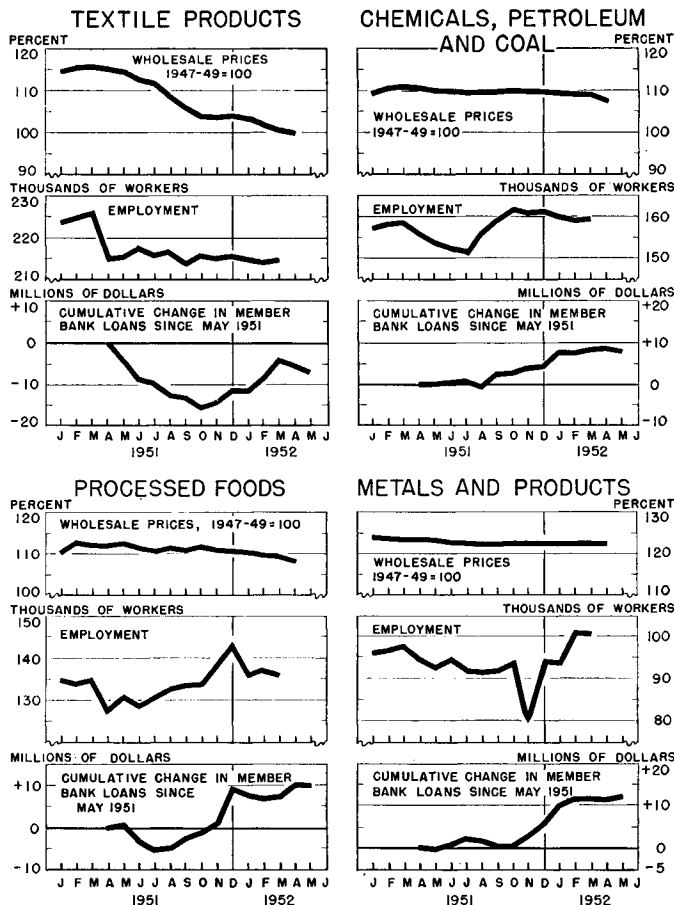 TEXTILE PRODUCTS
PERCENT
120
WHOLESALE PRICES
1947-49=100
110
100
90
THOUSANDS OF WORKERS
230
EMPLOYMENT
220
210
MILLIONS OF DOLLARS
+10
CUMULATIVE CHANGE IN MEMBER
BANK LOANS SINCE MAY 1951
0
-10
-20
J F M A M J J A S O N D J F M A M J
1951 1952
CHEMICALS, PETROLEUM
AND COAL
PERCENT
120
110
WHOLESALE PRICES
1947-49=100
100
90
THOUSANDS OF WORKERS
EMPLOYMENT
160
150
MILLIONS OF DOLLARS
+20
CUMULATIVE CHANGE IN MEMBER
BANK LOANS SINCE MAY 1951
+10
0
-10
J F M A M J J A S O N D J F M A M J
1951 1952
PROCESSED FOODS
PERCENT
120
WHOLESALE PRICES, 1947-49=100
110
100
THOUSANDS OF WORKERS
150
EMPLOYMENT
140
130
MILLIONS OF DOLLARS
+10
CUMULATIVE CHANGE IN MEMBER
BANK LOANS SINCE
MAY 1951
0
-10
J F M A M J J A S O N D J F M A M J
1951 1952
METALS AND PRODUCTS
PERCENT
130
120
WHOLESALE PRICES
1947-49=100
110
THOUSANDS OF WORKERS
EMPLOYMENT
100
90
80
MILLIONS OF DOLLARS
+20
CUMULATIVE CHANGE IN MEMBER
BANK LOANS SINCE MAY 1951
+10
0
-5
J F M A M J J A S O N D J F M A M J
1951 1952